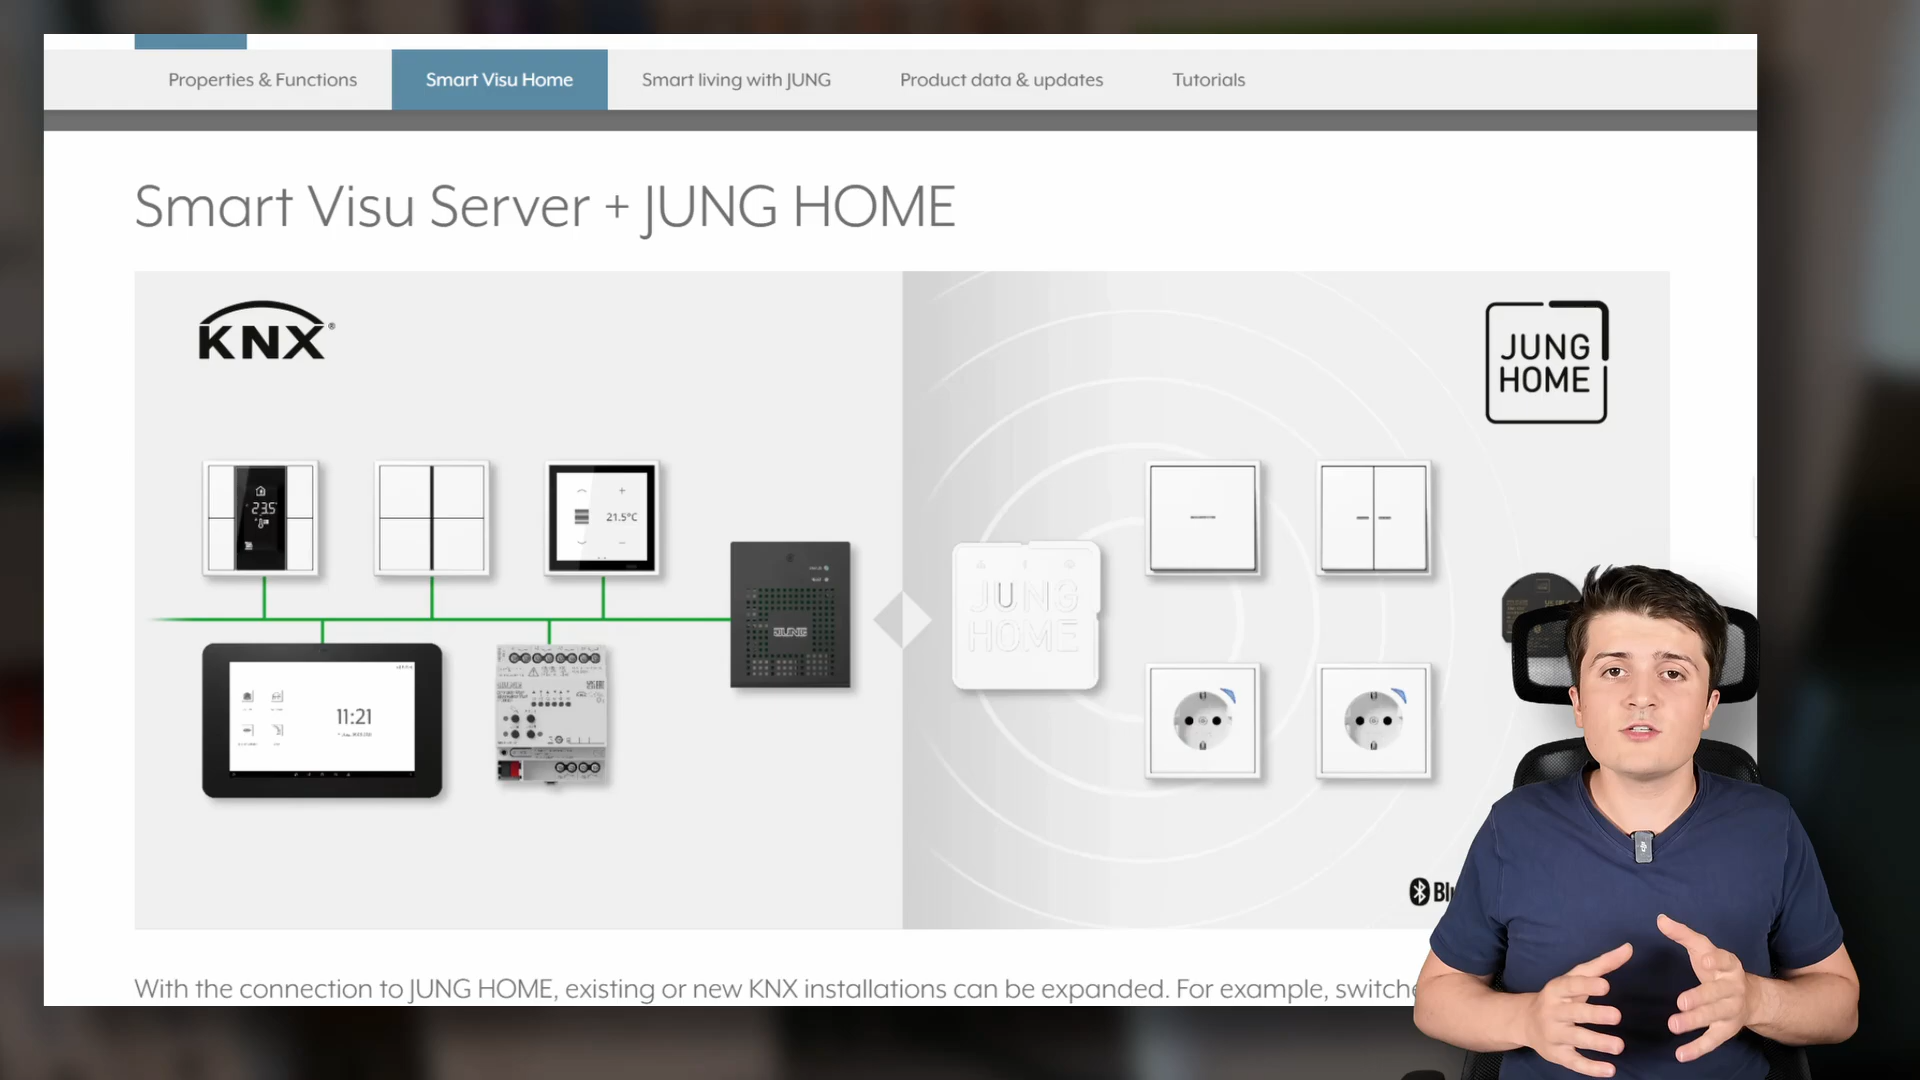 Properties & Functions
Smart Visu Home
Smart living with JUNG
Product data & updates
Tutorials
Smart Visu Server + JUNG HOME
KNX®
JUNG
HOME
23.5
21.5°C
JUNG
JUNG
HOME
11:21
With the connection to JUNG HOME, existing or new KNX installations can be expanded. For example, switche